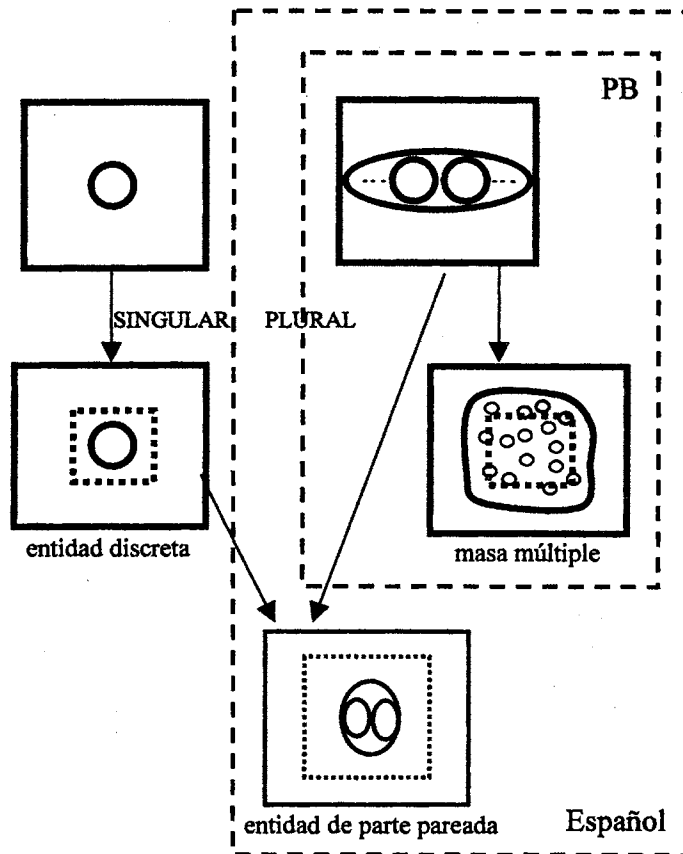 PB
SINGULAR PLURAL
entidad discreta
masa múltiple
entidad de parte pareada
Español